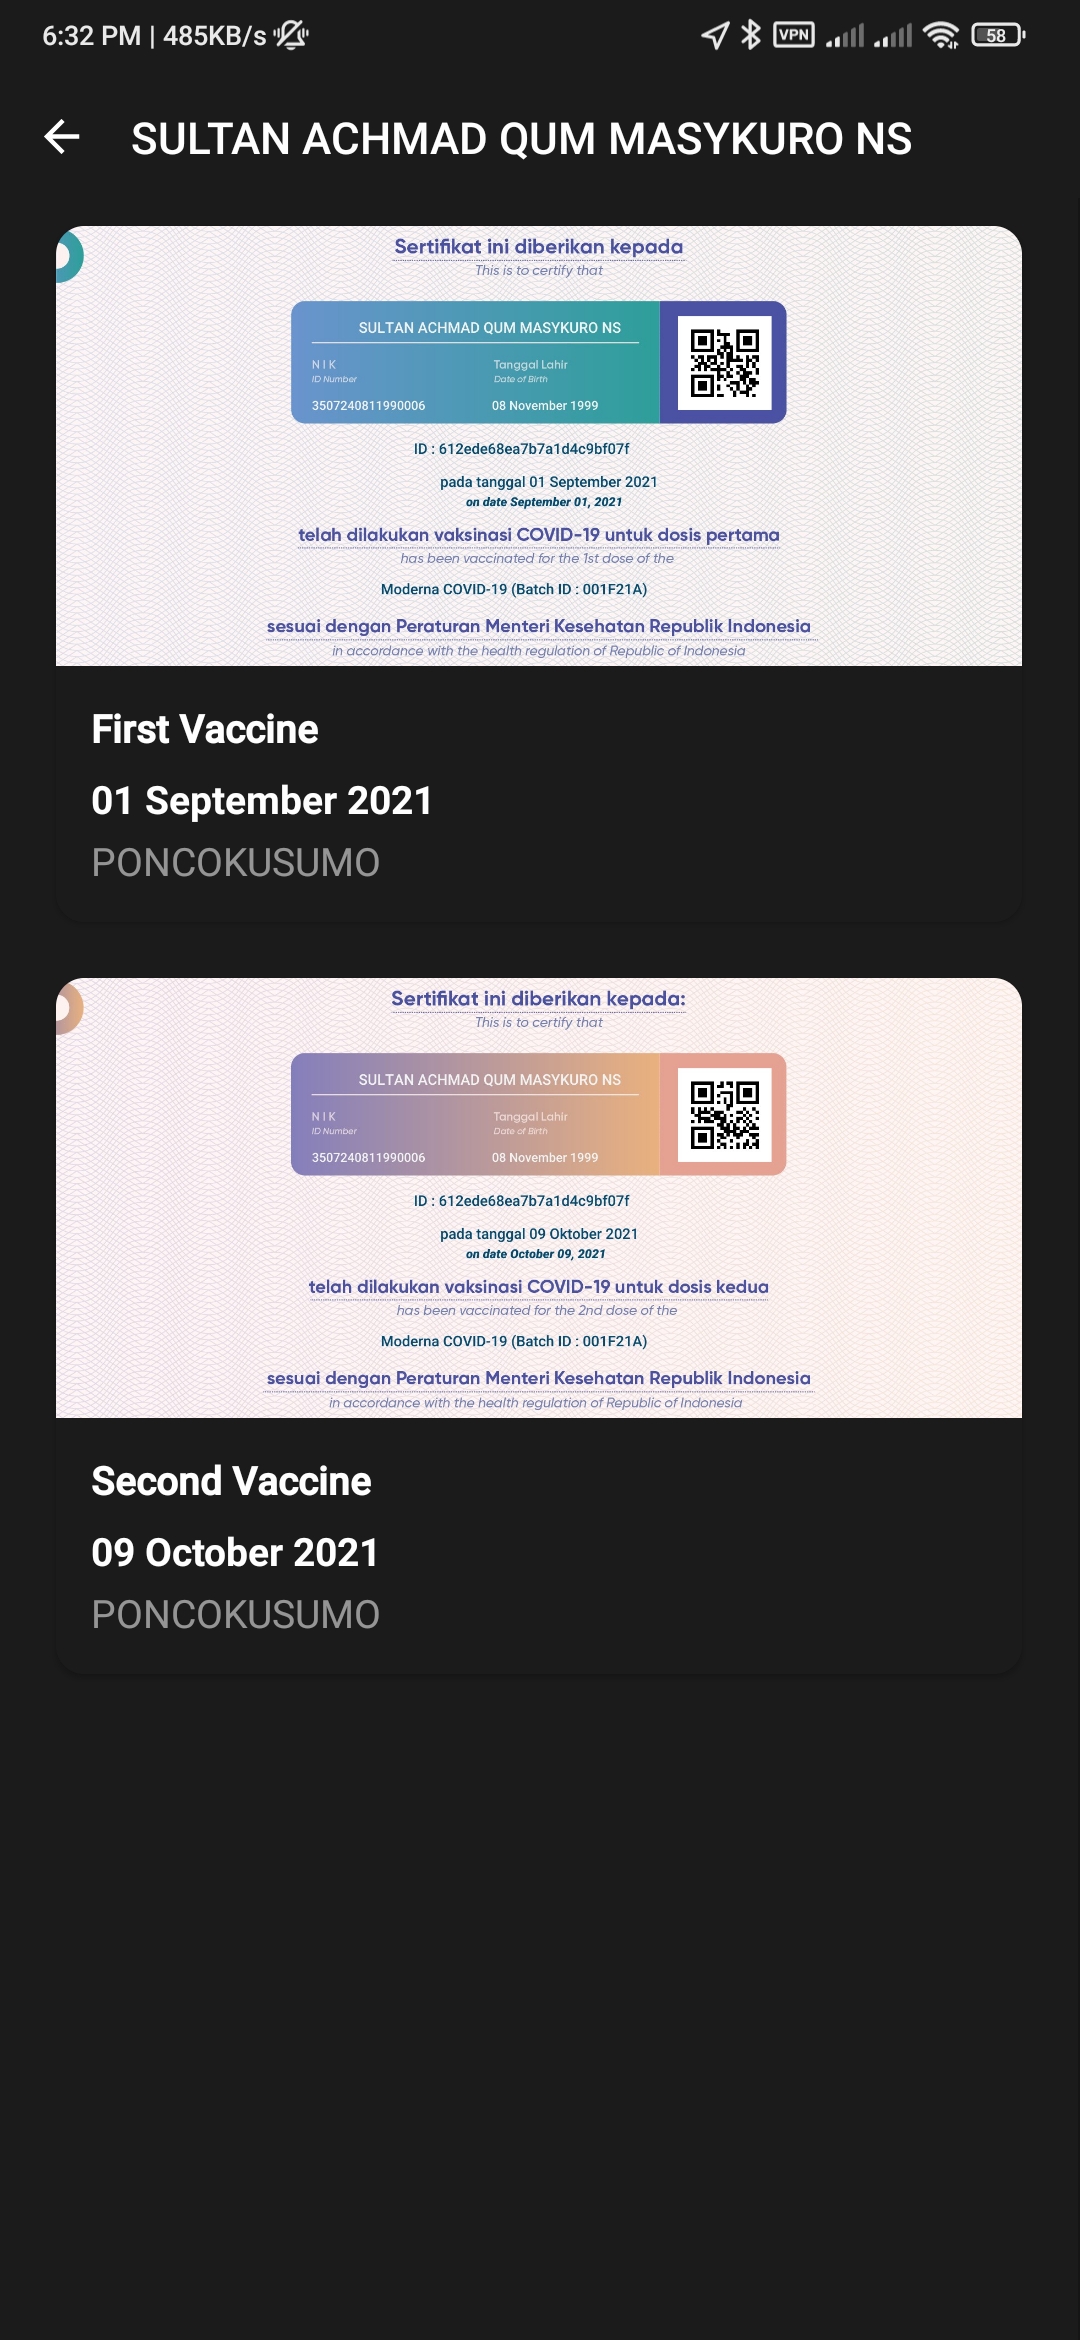 6:32 PM | 485KB/s VPN 58
SULTAN ACHMAD QUM MASYKURO NS
Sertifikat ini diberikan kepada
This is to certify that
SULTAN ACHMAD QUM MASYKURO NS
NIK Tanggal Lahir
ID Number Date of Birth
3507240811990006 08 November 1999
ID : 612ede68ea7b7a1d4c9bf07f
pada tanggal 01 September 2021
on date September 01, 2021
telah dilakukan vaksinasi COVID-19 untuk dosis pertama
has been vaccinated for the 1st dose of the
Moderna COVID-19 (Batch ID : 001F21A)
sesuai dengan Peraturan Menteri Kesehatan Republik Indonesia
in accordance with the health regulation of Republic of Indonesia
First Vaccine
01 September 2021
PONCOKUSUMO
Sertifikat ini diberikan kepada:
This is to certify that
SULTAN ACHMAD QUM MASYKURO NS
NIK Tanggal Lahir
ID Number Date of Birth
3507240811990006 08 November 1999
ID : 612ede68ea7b7a1d4c9bf07f
pada tanggal 09 Oktober 2021
on date October 09, 2021
telah dilakukan vaksinasi COVID-19 untuk dosis kedua
has been vaccinated for the 2nd dose of the
Moderna COVID-19 (Batch ID : 001F21A)
sesuai dengan Peraturan Menteri Kesehatan Republik Indonesia
in accordance with the health regulation of Republic of Indonesia
Second Vaccine
09 October 2021
PONCOKUSUMO